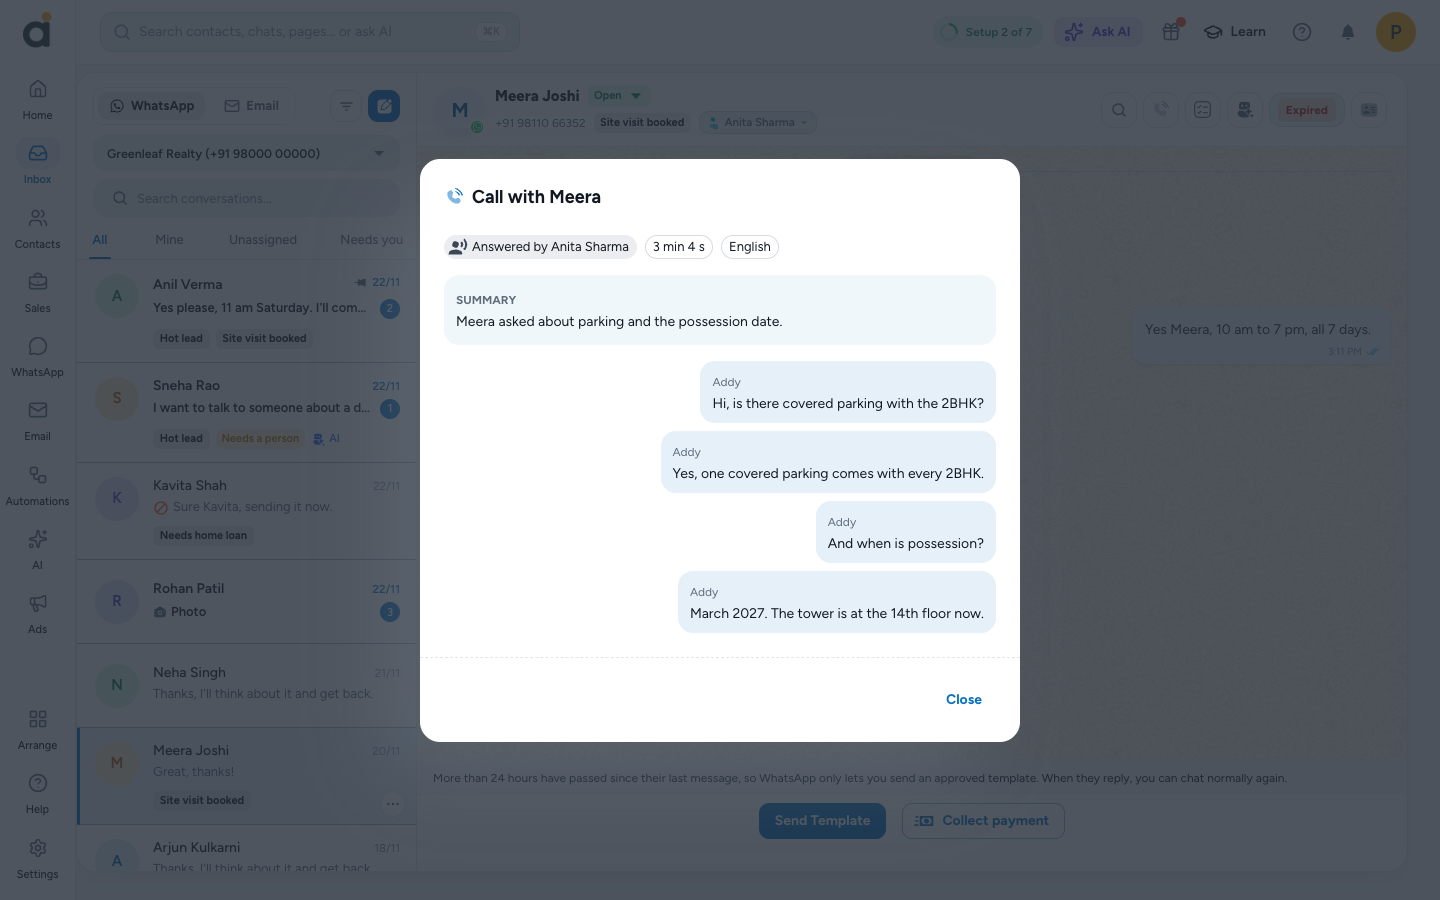 Search contacts, chats, pages... or ask AI
⌘K
Setup 2 of 7
Ask AI
Learn
P
Home
Inbox
Contacts
Sales
WhatsApp
Email
Automations
AI
Ads
Arrange
Help
Settings
WhatsApp
Email
Greenleaf Realty (+91 98000 00000)
Search conversations...
All
Mine
Unassigned
Needs you
A
Anil Verma
22/11
Yes please, 11 am Saturday. I'll com...
2
Hot lead
Site visit booked
S
Sneha Rao
22/11
I want to talk to someone about a d...
1
Hot lead
Needs a person
AI
K
Kavita Shah
22/11
Sure Kavita, sending it now.
Needs home loan
R
Rohan Patil
22/11
Photo
3
N
Neha Singh
21/11
Thanks, I'll think about it and get back.
M
Meera Joshi
20/11
Great, thanks!
Site visit booked
A
Arjun Kulkarni
18/11
Thanks, I'll think about it and get back.
M
Meera Joshi
Open
+91 98110 66352
Site visit booked
Anita Sharma
Expired
Yes Meera, 10 am to 7 pm, all 7 days.
3:11 PM
Call with Meera
Answered by Anita Sharma
3 min 4 s
English
SUMMARY
Meera asked about parking and the possession date.
Addy
Hi, is there covered parking with the 2BHK?
Addy
Yes, one covered parking comes with every 2BHK.
Addy
And when is possession?
Addy
March 2027. The tower is at the 14th floor now.
Close
More than 24 hours have passed since their last message, so WhatsApp only lets you send an approved template. When they reply, you can chat normally again.
Send Template
Collect payment